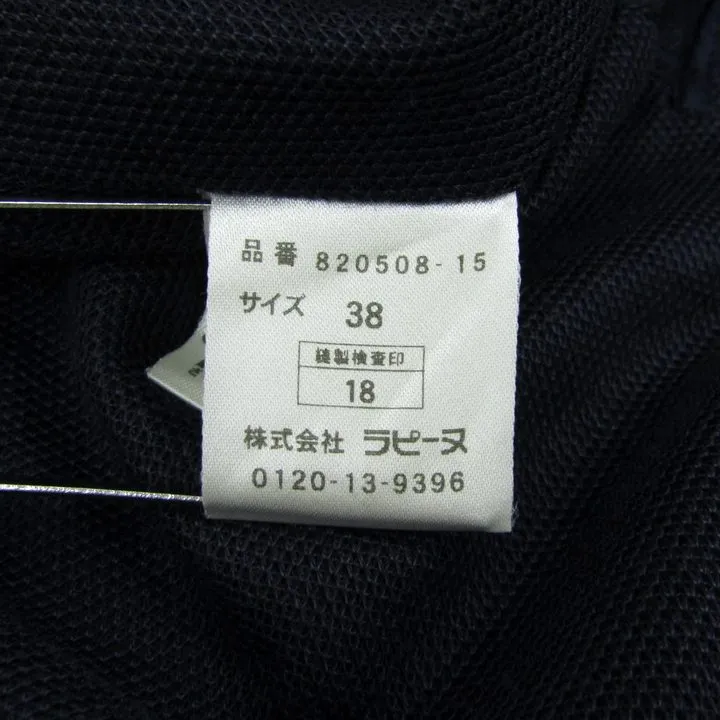 品番 820508-15
サイズ 38
縫製検査印
18
株式会社 ラピーヌ
0120-13-9396